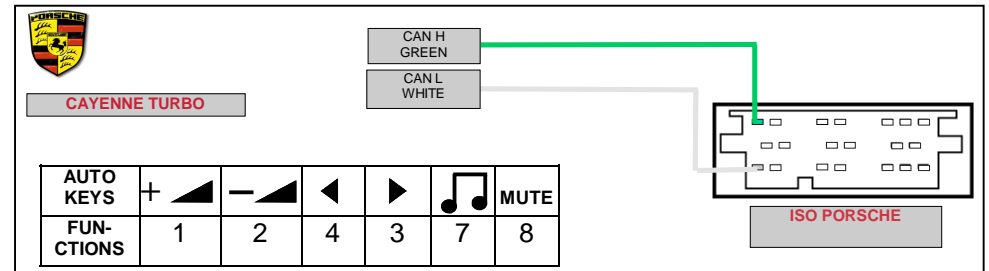 PORSCHE
CAN H
GREEN
CAN L
WHITE
CAYENNE TURBO
AUTO
KEYS
+
−
MUTE
FUN-
CTIONS
1
2
4
3
7
8
ISO PORSCHE